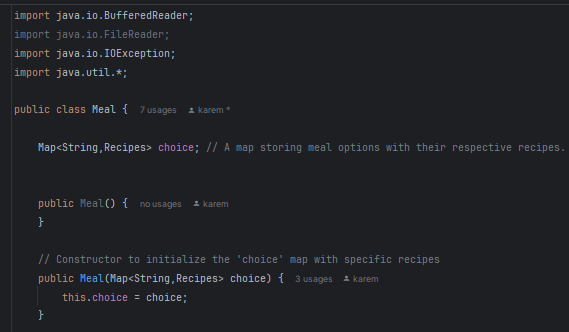 import java.io.BufferedReader;
import java.io.FileReader;
import java.io.IOException;
import java.util.*;
public class Meal { 7 usages karem *
Map<String,Recipes> choice; // A map storing meal options with their respective recipes.
public Meal() { no usages karem
}
// Constructor to initialize the 'choice' map with specific recipes
public Meal(Map<String,Recipes> choice) { 3 usages karem
this.choice = choice;
}